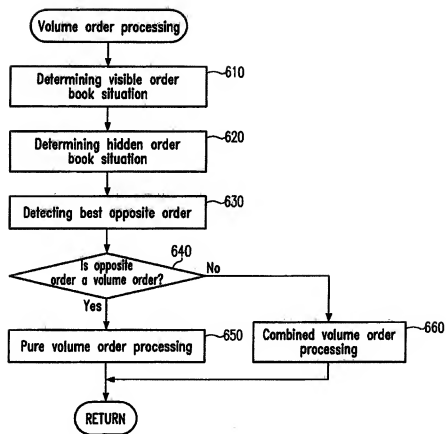 Volume order processing
610
Determining visible order
book situation
620
Determining hidden order
book situation
630
Detecting best opposite order
640
Is opposite
order a volume order?
No
Yes
650
Pure volume order processing
660
Combined volume order
processing
RETURN